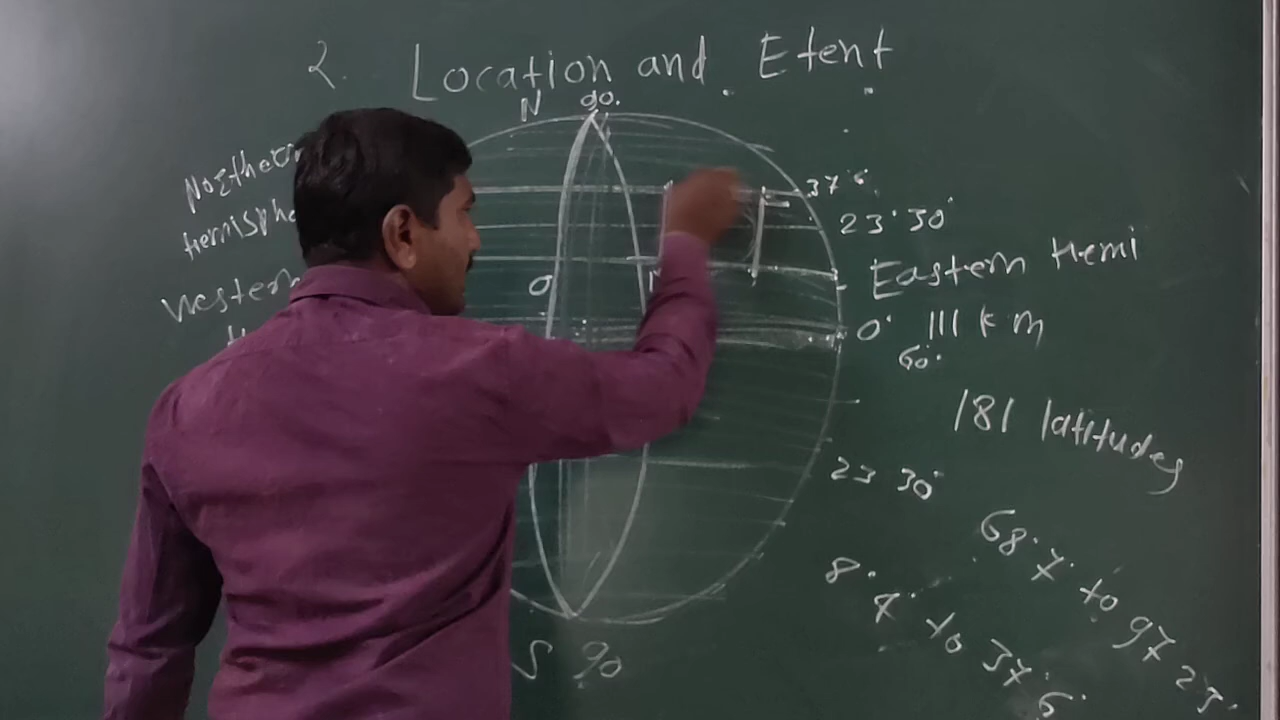 2. Location and Etent
N 90.
Northern
Hemisphe
Western
H
37°6'
23°30'
Eastern Hemi
0
0° 111 km
60°
181 latitudes
23 30°
68°7' to 97 25'
8°4' to 37°6'
S 90